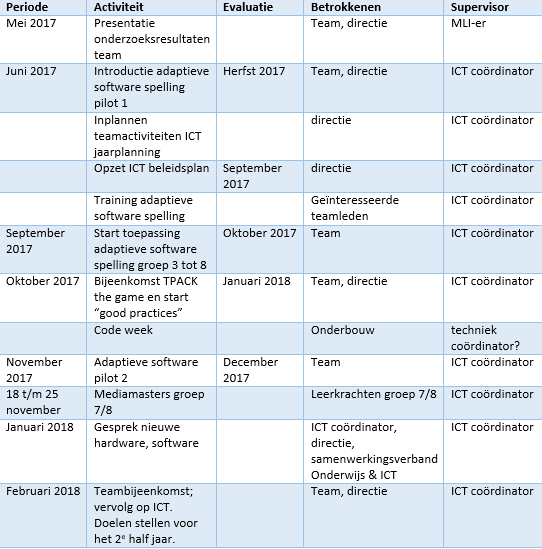 Periode Activiteit Evaluatie Betrokkenen Supervisor
Mei 2017 Presentatie Team, directie MLI-er
onderzoeksresultaten
team
Juni 2017 Introductie adaptieve Herfst 2017 Team, directie ICT coördinator
software spelling
pilot 1
Inplannen directie ICT coördinator
teamactiviteiten ICT
jaarplanning
Opzet ICT beleidsplan September directie ICT coördinator
2017
Training adaptieve Geïnteresseerde ICT coördinator
software spelling teamleden
September Start toepassing Oktober 2017 Team ICT coördinator
2017 adaptieve software
spelling groep 3 tot 8
Oktober 2017 Bijeenkomst TPACK Januari 2018 Team, directie ICT coördinator
the game en start
“good practices”
Code week Onderbouw techniek
coördinator?
November Adaptieve software December Team ICT coördinator
2017 pilot 2 2017
18 t/m 25 Mediamasters groep Leerkrachten groep 7/8 ICT coördinator
november 7/8
Januari 2018 Gesprek nieuwe ICT coördinator, ICT coördinator
hardware, software directie,
samenwerkingsverband
Onderwijs & ICT
Februari 2018 Teambijeenkomst; Team, directie ICT coördinator
vervolg op ICT.
Doelen stellen voor
het 2e half jaar.